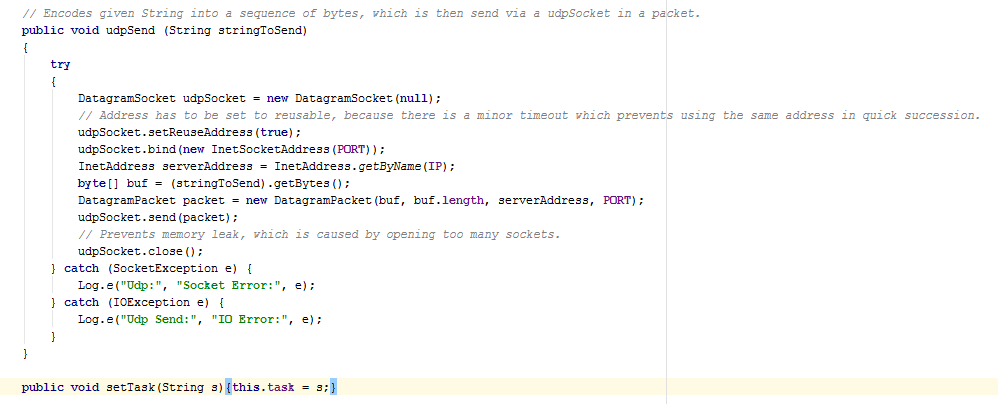 // Encodes given String into a sequence of bytes, which is then send via a udpSocket in a packet.
public void udpSend (String stringToSend)
{
try
{
DatagramSocket udpSocket = new DatagramSocket(null);
// Address has to be set to reusable, because there is a minor timeout which prevents using the same address in quick succession.
udpSocket.setReuseAddress(true);
udpSocket.bind(new InetSocketAddress(PORT));
InetAddress serverAddress = InetAddress.getByName(IP);
byte[] buf = (stringToSend).getBytes();
DatagramPacket packet = new DatagramPacket(buf, buf.length, serverAddress, PORT);
udpSocket.send(packet);
// Prevents memory leak, which is caused by opening too many sockets.
udpSocket.close();
} catch (SocketException e) {
Log.e("Udp:", "Socket Error:", e);
} catch (IOException e) {
Log.e("Udp Send:", "IO Error:", e);
}
}
public void setTask(String s){this.task = s;}